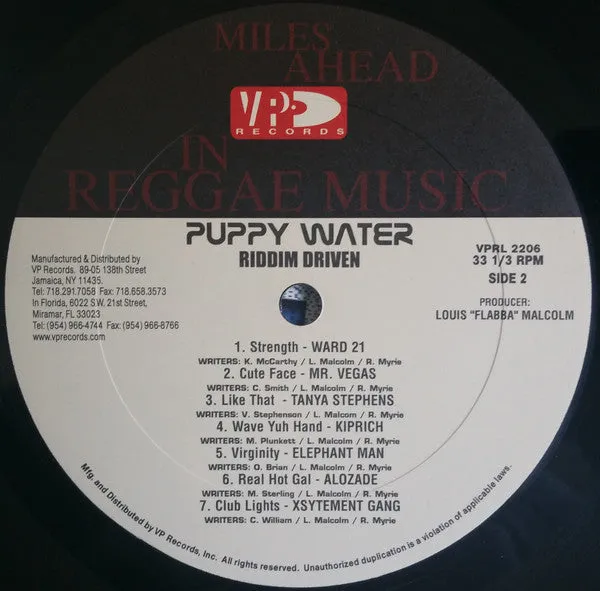 MILES
AHEAD
VP
RECORDS
IN
REGGAE MUSIC
PUPPY WATER
RIDDIM DRIVEN
Manufactured & Distributed by
VP Records. 89-05 138th Street
Jamaica, NY 11435.
Tel: 718.291.7058 Fax: 718.658.3573
In Florida, 6022 S.W. 21st Street,
Miramar, FL 33023
Tel: (954) 966-4744 Fax: (954) 966-8766
www.vprecords.com
VPRL 2206
33 1/3 RPM
SIDE 2
PRODUCER:
LOUIS "FLABBA" MALCOLM
1. Strength - WARD 21
WRITERS: K. McCarthy / L. Malcolm / R. Myrie
2. Cute Face - MR. VEGAS
WRITERS: C. Smith / L. Malcolm / R. Myrie
3. Like That - TANYA STEPHENS
WRITERS: V. Stephenson / L. Malcom / R. Myrie
4. Wave Yuh Hand - KIPRICH
WRITERS: M. Plunkett / L. Malcolm / R. Myrie
5. Virginity - ELEPHANT MAN
WRITERS: O. Brian / L. Malcolm / R. Myrie
6. Real Hot Gal - ALOZADE
WRITERS: M. Sterling / L. Malcolm / R. Myrie
7. Club Lights - XSYTEMENT GANG
WRITERS: C. William / L. Malcolm / R. Myrie
Mfg. and Distributed by VP Records, Inc. All rights reserved. Unauthorized duplication is a violation of applicable laws.